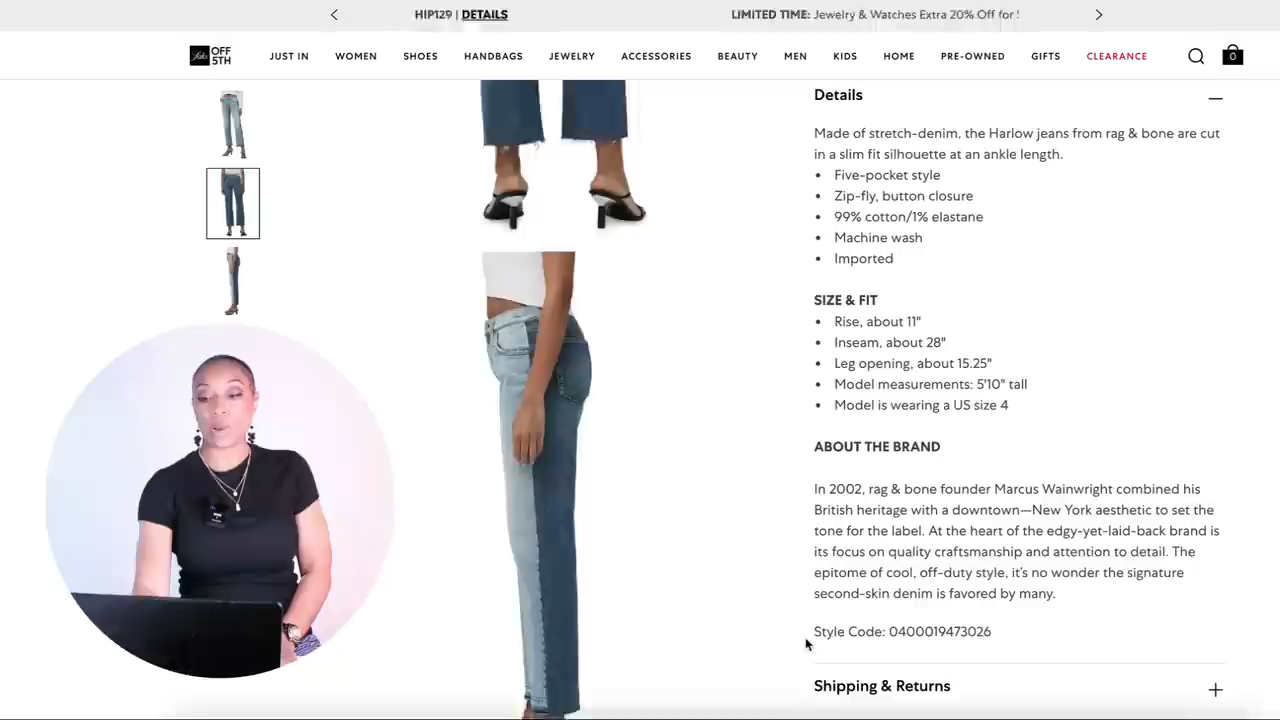 HIP129 | DETAILS
LIMITED TIME: Jewelry & Watches Extra 20% Off for
OFF
5TH
JUST IN
WOMEN
SHOES
HANDBAGS
JEWELRY
ACCESSORIES
BEAUTY
MEN
KIDS
HOME
PRE-OWNED
GIFTS
CLEARANCE
0
Details
Made of stretch-denim, the Harlow jeans from rag & bone are cut
in a slim fit silhouette at an ankle length.
• Five-pocket style
• Zip-fly, button closure
• 99% cotton/1% elastane
• Machine wash
• Imported
SIZE & FIT
• Rise, about 11"
• Inseam, about 28"
• Leg opening, about 15.25"
• Model measurements: 5'10" tall
• Model is wearing a US size 4
ABOUT THE BRAND
In 2002, rag & bone founder Marcus Wainwright combined his
British heritage with a downtown—New York aesthetic to set the
tone for the label. At the heart of the edgy-yet-laid-back brand is
its focus on quality craftsmanship and attention to detail. The
epitome of cool, off-duty style, it's no wonder the signature
second-skin denim is favored by many.
Style Code: 0400019473026
Shipping & Returns